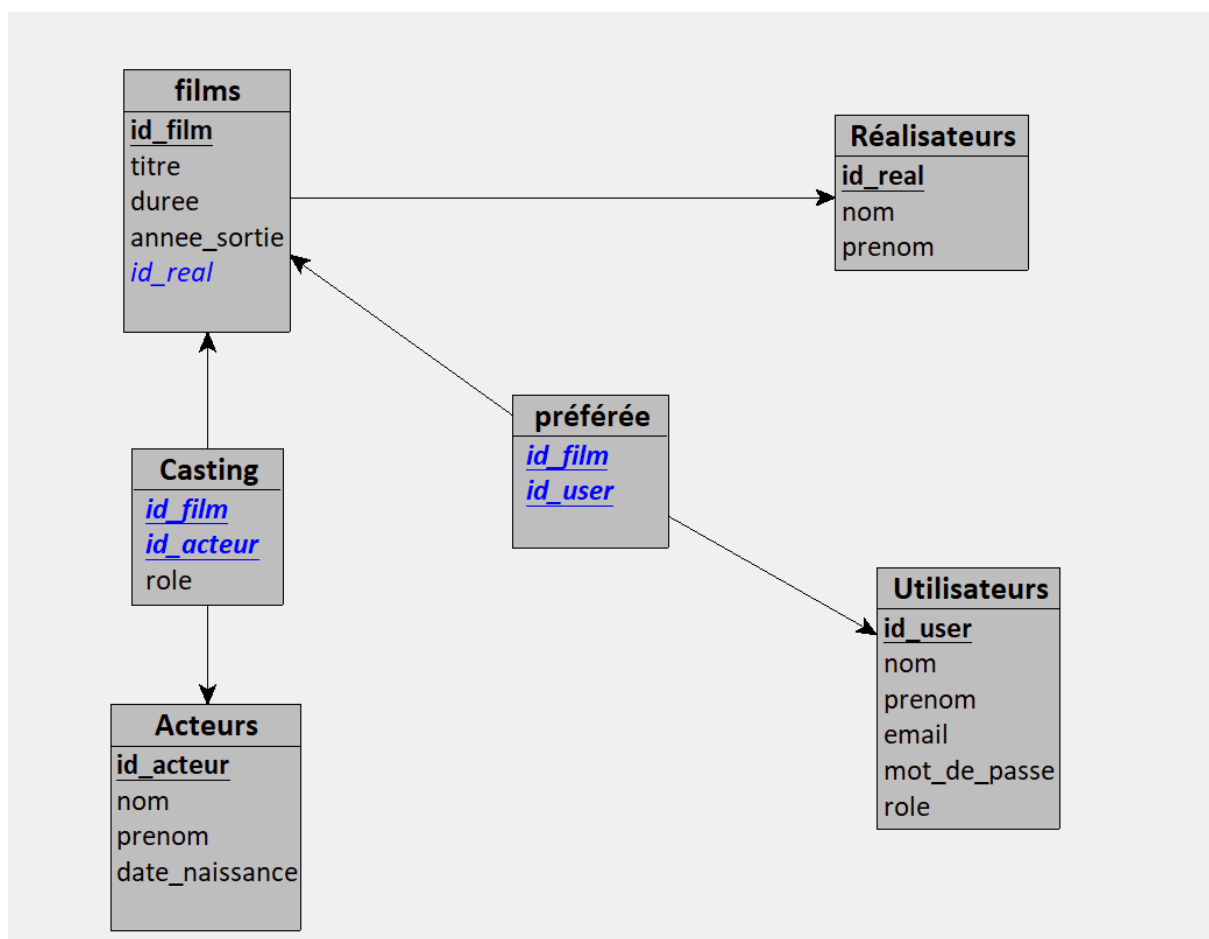 films
id_film
titre
duree
annee_sortie
id_real
Réalisateurs
id_real
nom
prenom
préférée
id_film
id_user
Casting
id_film
id_acteur
role
Utilisateurs
id_user
nom
prenom
email
mot_de_passe
role
Acteurs
id_acteur
nom
prenom
date_naissance